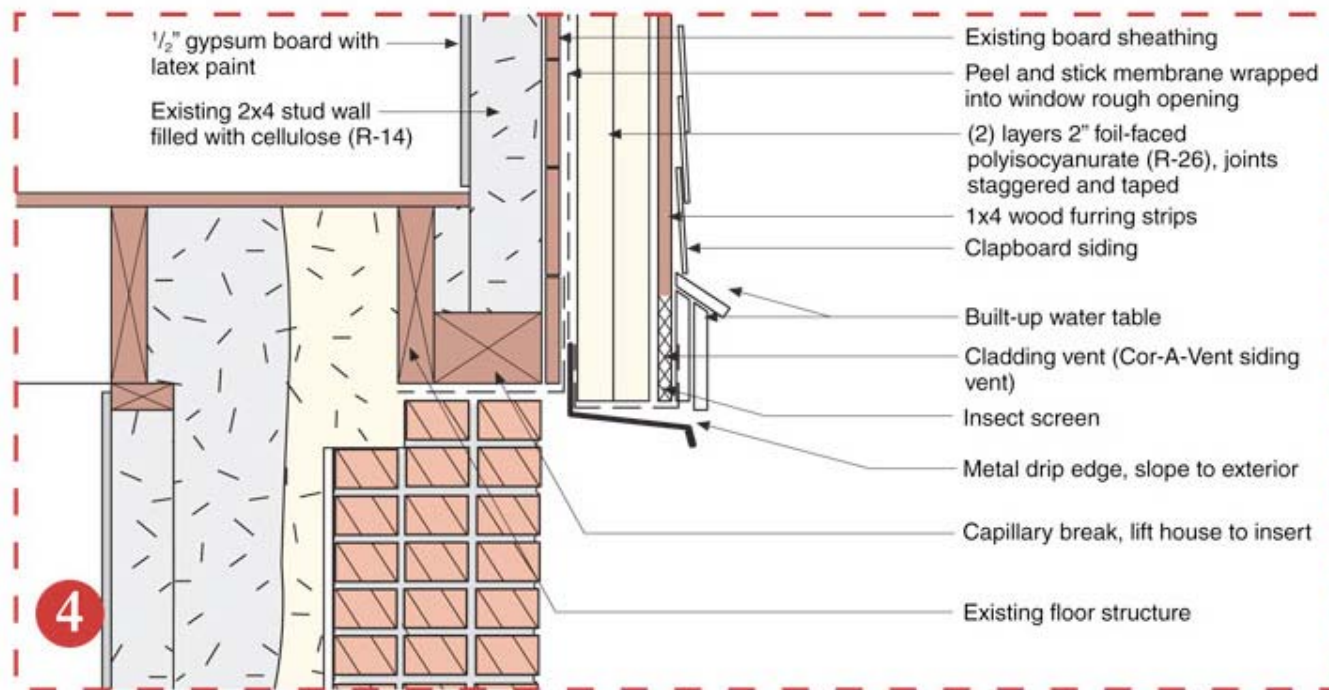 1/2" gypsum board with
latex paint
Existing 2x4 stud wall
filled with cellulose (R-14)
Existing board sheathing
Peel and stick membrane wrapped
into window rough opening
(2) layers 2" foil-faced
polyisocyanurate (R-26), joints
staggered and taped
1x4 wood furring strips
Clapboard siding
Built-up water table
Cladding vent (Cor-A-Vent siding
vent)
Insect screen
Metal drip edge, slope to exterior
Capillary break, lift house to insert
Existing floor structure
4